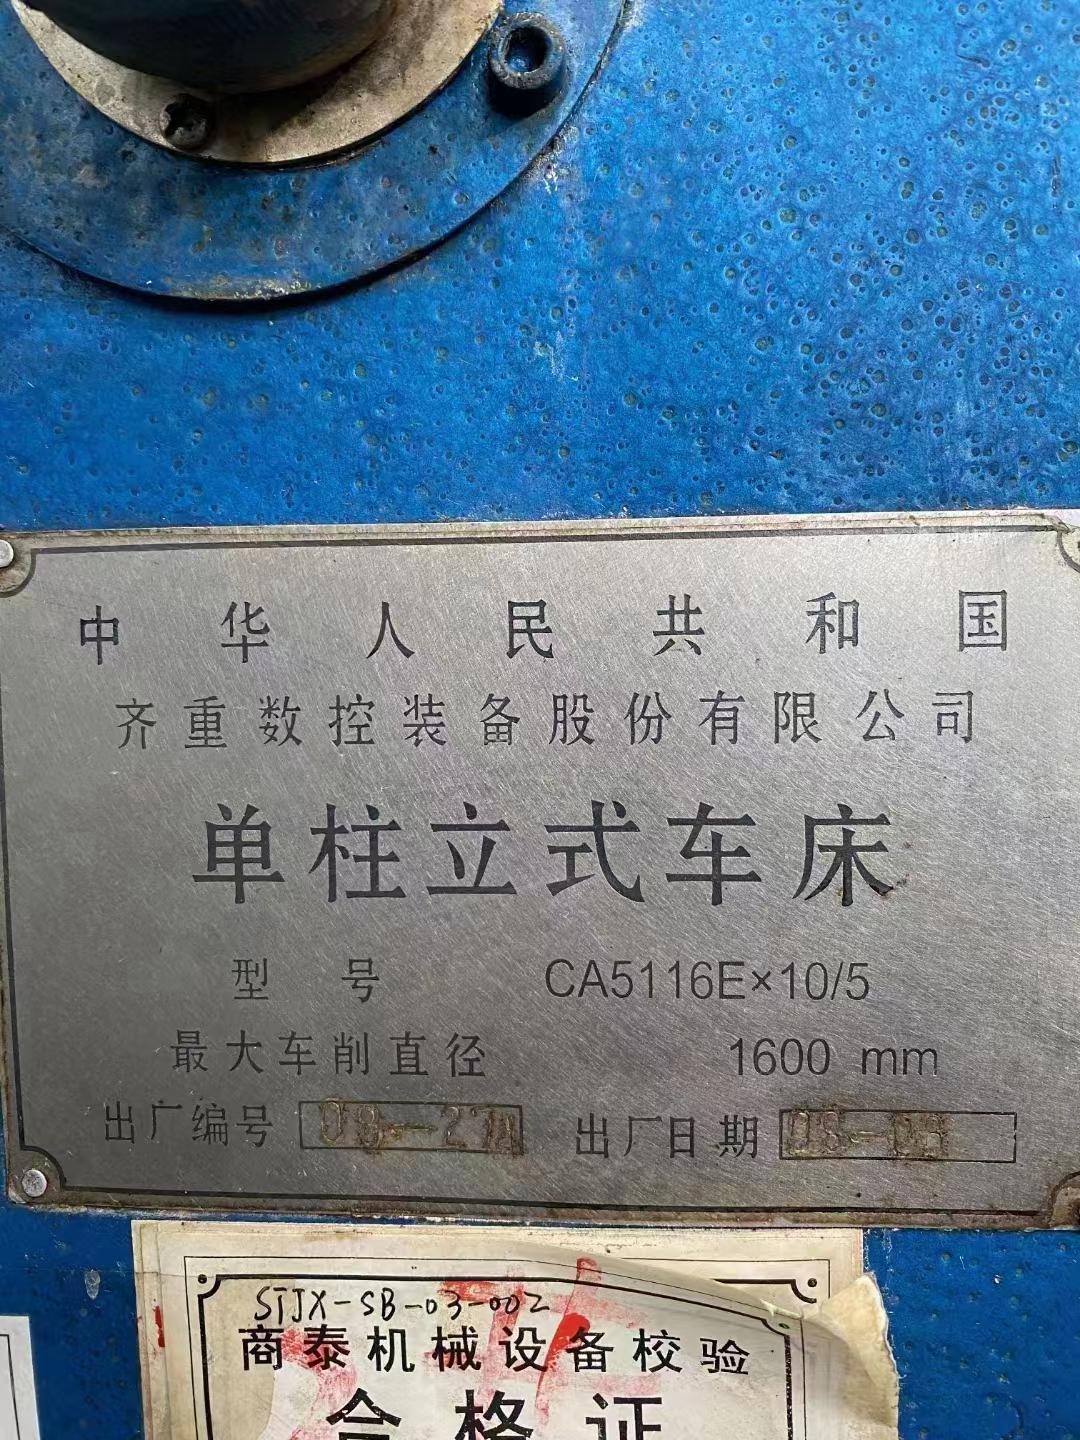 中华人民共和国
齐重数控装备股份有限公司
单柱立式车床
型号 CA5116E×10/5
最大车削直径 1600 mm
出厂编号 出厂日期
STJX-SB-03-002
商泰机械设备校验
合格证